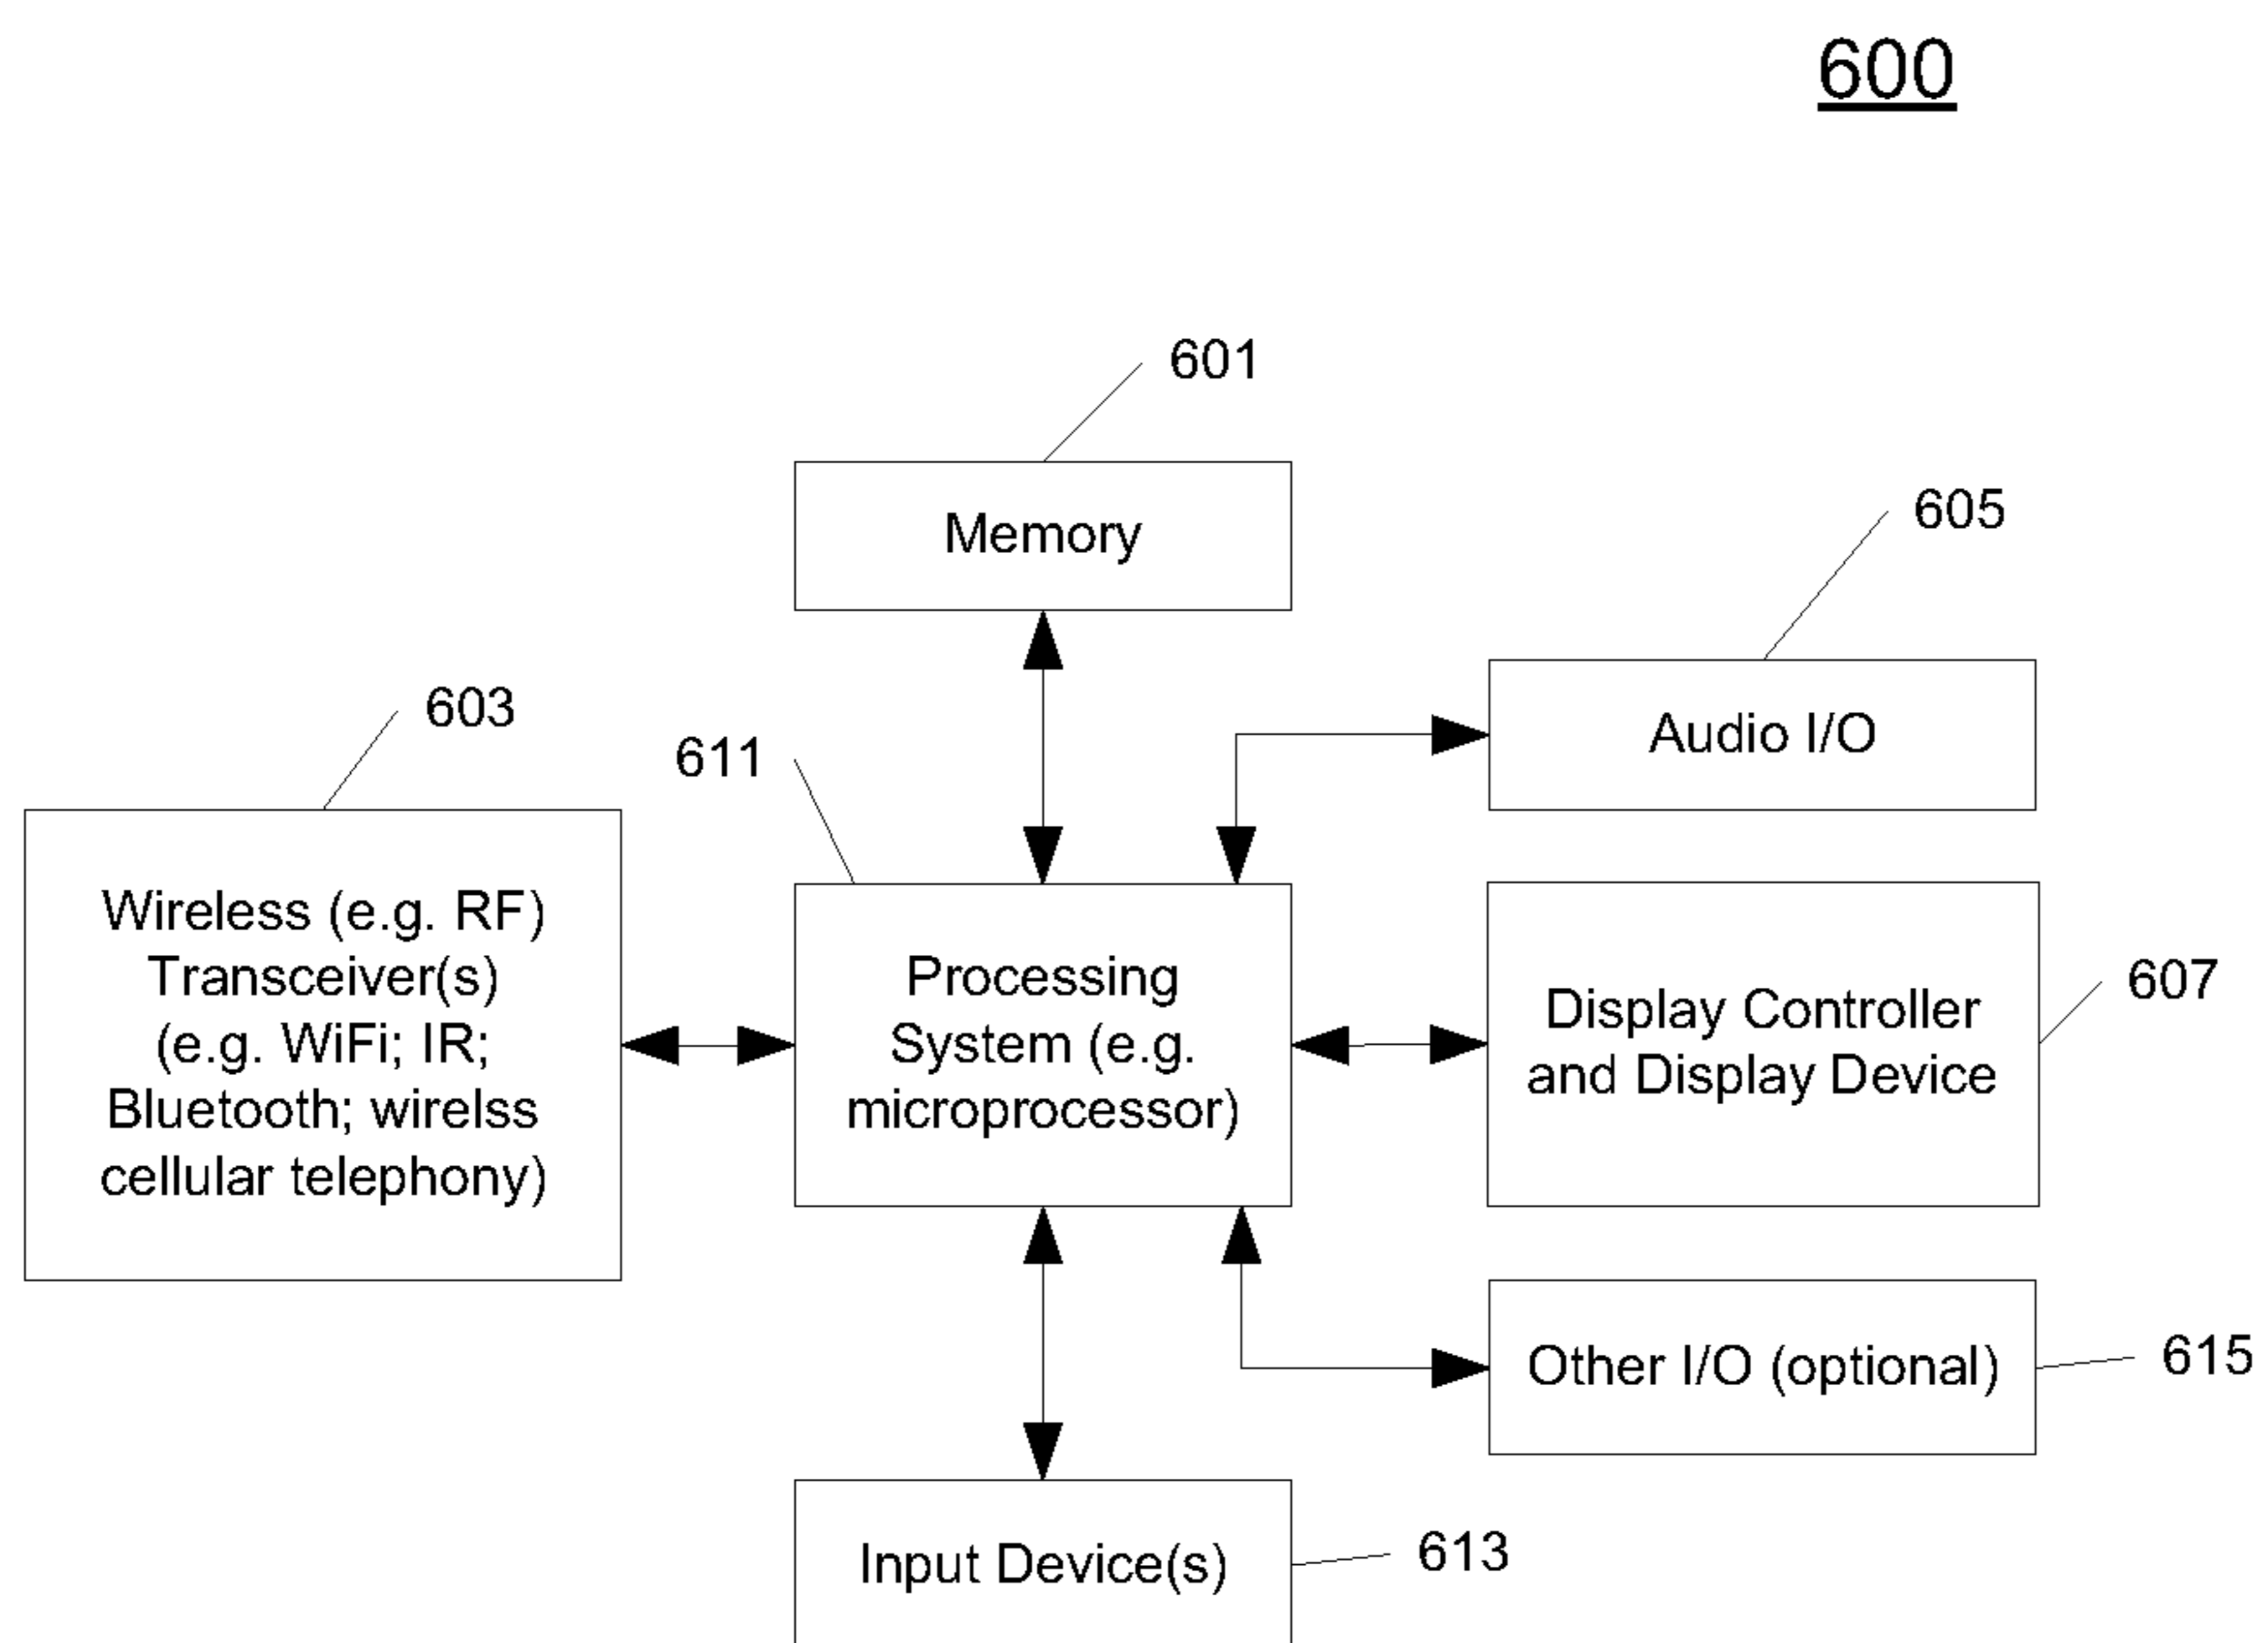 600
601
Memory
605
Audio I/O
603
611
Wireless (e.g. RF)
Transceiver(s)
(e.g. WiFi; IR;
Bluetooth; wirelss
cellular telephony)
Processing
System (e.g.
microprocessor)
607
Display Controller
and Display Device
Other I/O (optional)
615
Input Device(s)
613